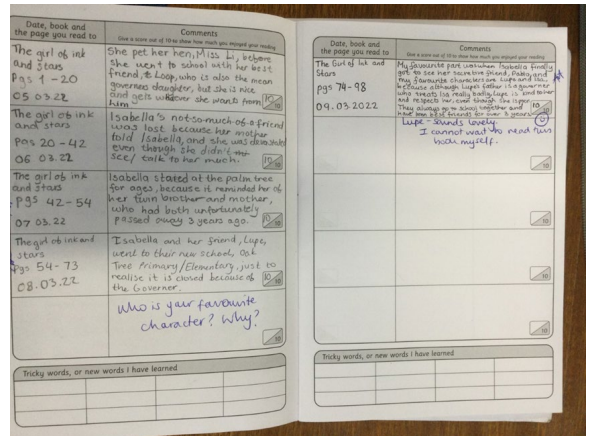 Date, book and
the page you read to
Comments
Give a score out of 10 to show how much you enjoyed your reading
The girl of ink
and stars
Pgs 1 - 20
05 03.22
She pet her hen, Miss Li, before
she went to school with her best
friend, Loop, who is also the mean
governers daughter, but she is nice
and gets whatever she wants from
him
10
The girl of ink and
stars
Pgs 20 - 42
06 03.22
Isabella's not-so-much-of-a friend
was lost because her mother
told Isabella, and she was devastated
even though she didn't
see/ talk to her much.
10/10
The girl of ink
and Stars
pgs 42 - 54
07 03.22
Isabella stared at the palm tree
for ages, because it reminded her of
her twin brother and mother,
who had both unfortunately
passed away 3 years ago.
10/10
The girl of ink and
stars
Pgs 54 - 73
08.03.22
Isabella and her friend, Lupe,
went to their new school, Oak
Tree Primary/Elementary, just to
realise it is closed because of
the Governer.
10/10
who is your favourite
character? Why?
10
Tricky words, or new words I have learned
Date, book and
the page you read to
Comments
Give a score out of 10 to show how much you enjoyed your reading
The Girl of Ink and
Stars
pgs 74 - 98
09.03.2022
My favourite part was when Isabella finally
got to see her secret friend, Pablo, and
my favourite characters are Lupe and Isa,
because although Lupe's father is a governer
who treats Isa really badly, Lupe is kind to her
and respects her, even though she is poor.
They always go to school together and
have been best friends for over 3 years
10/10
Lupe - sounds lovely.
I cannot wait to read this
book myself.
10
10
10
10
Tricky words, or new words I have learned